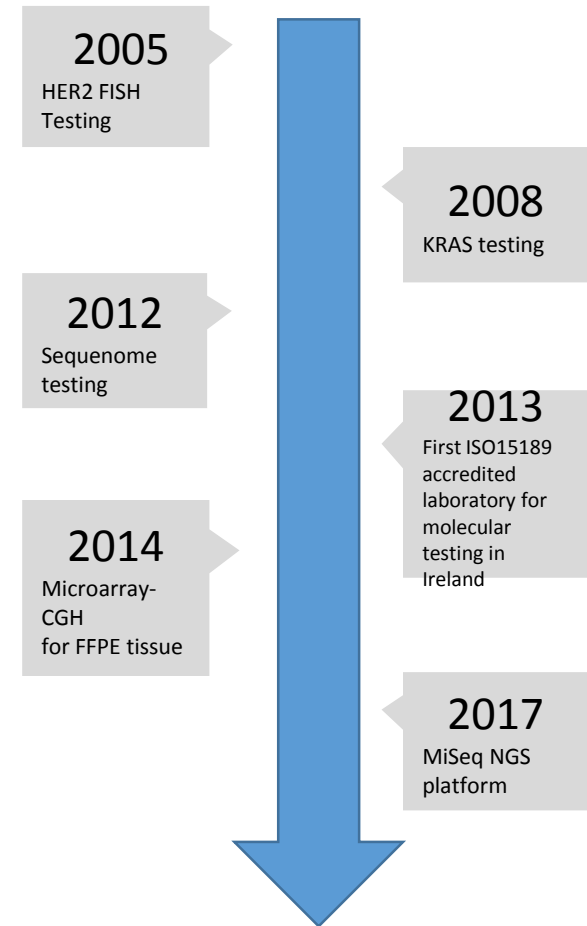 2005
HER2 FISH
Testing
2008
KRAS testing
2012
Sequenome
testing
2013
First ISO15189
accredited
laboratory for
molecular
testing in
Ireland
2014
Microarray-
CGH
for FFPE tissue
2017
MiSeq NGS
platform